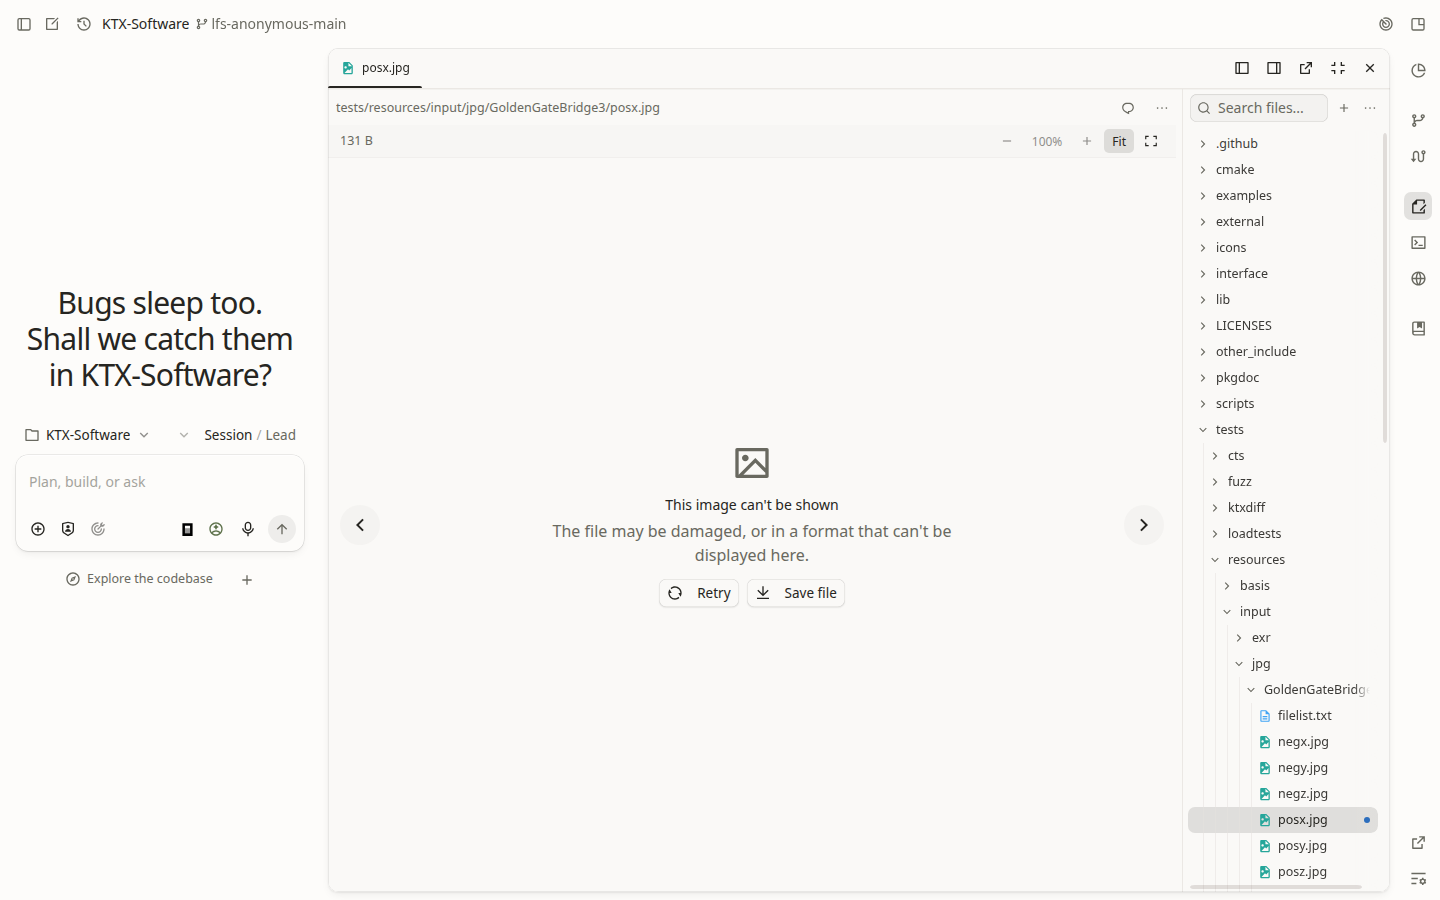 KTX-Software lfs-anonymous-main
posx.jpg
tests/resources/input/jpg/GoldenGateBridge3/posx.jpg
131 B
100%
Fit
This image can't be shown
The file may be damaged, or in a format that can't be
displayed here.
Retry
Save file
Bugs sleep too.
Shall we catch them
in KTX-Software?
KTX-Software
Session / Lead
Plan, build, or ask
Explore the codebase
Search files...
.github
cmake
examples
external
icons
interface
lib
LICENSES
other_include
pkgdoc
scripts
tests
cts
fuzz
ktxdiff
loadtests
resources
basis
input
exr
jpg
GoldenGateBridg
filelist.txt
negx.jpg
negy.jpg
negz.jpg
posx.jpg
posy.jpg
posz.jpg